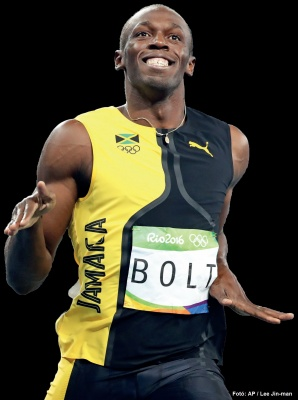 Rio2016
BOLT
JAMAICA
Foto: AP / Lee Jin-man